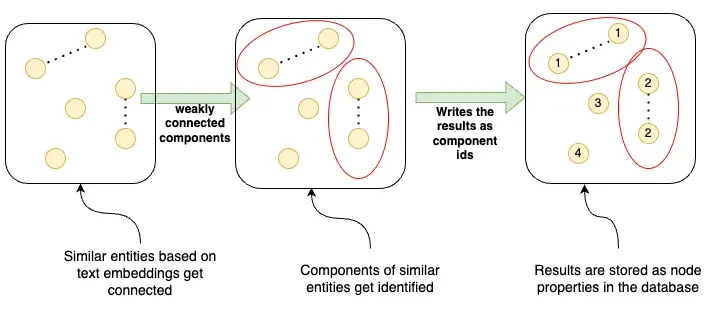 weakly
connected
components
Writes the
results as
component
ids
1
1
2
3
2
4
Similar entities based on
text embeddings get
connected
Components of similar
entities get identified
Results are stored as node
properties in the database